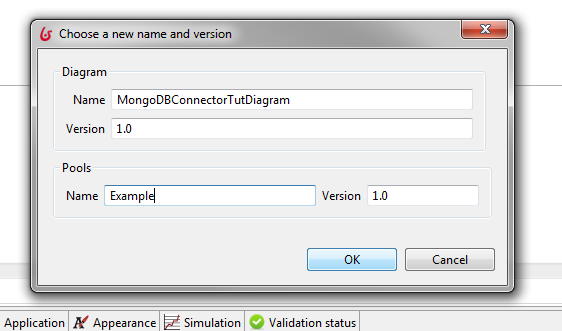 Choose a new name and version
Diagram
Name MongoDBConnectorTutDiagram
Version 1.0
Pools
Name Example Version 1.0
OK Cancel
Application Appearance Simulation Validation status